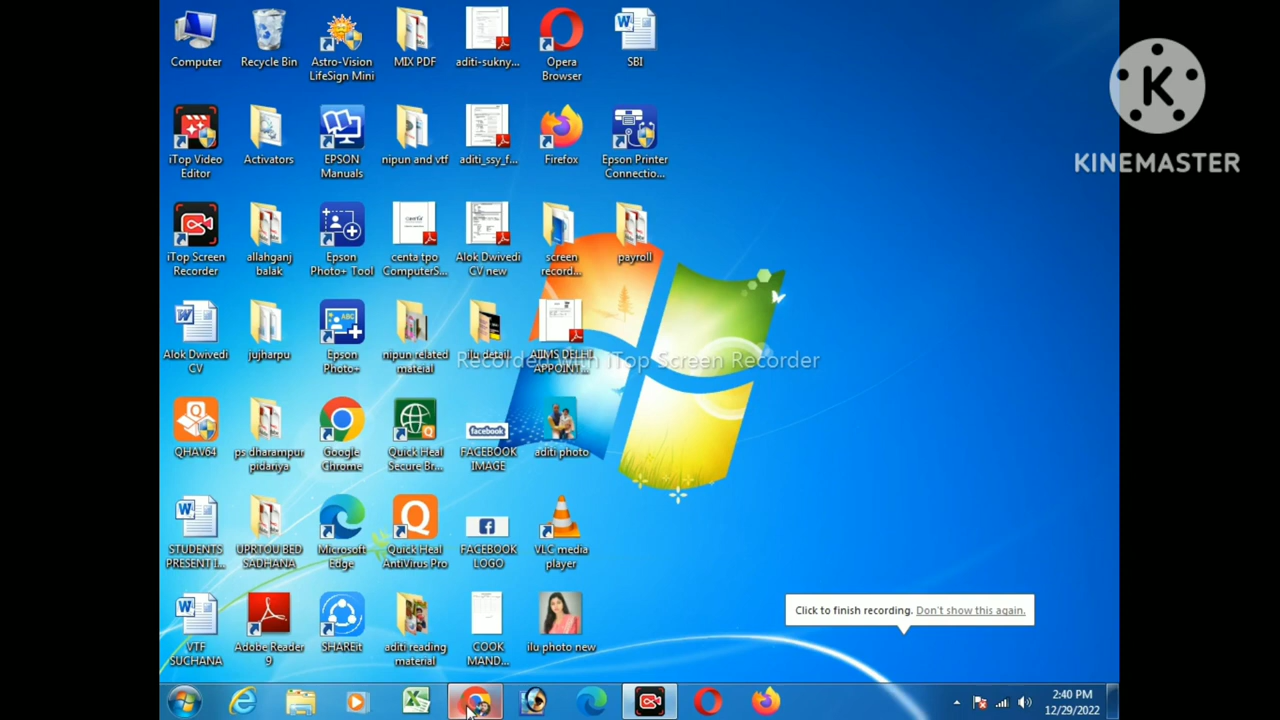 Computer
Recycle Bin
Astro-Vision
LifeSign Mini
MIX PDF
aditi-sukny...
Opera
Browser
SBI
K
KINEMASTER
iTop Video
Editor
Activators
EPSON
Manuals
nipun and vtf
aditi_ssy_f...
Firefox
Epson Printer
Connectio...
iTop Screen
Recorder
allahganj
balak
Epson
Photo+ Tool
centa tpo
ComputerS...
Alok Dwivedi
CV new
screen
record...
payroll
Alok Dwivedi
CV
jujharpu
Epson
Photo+
nipun related
mateial
ilu detail
AIIMS DELHI
APPOINT...
Recorded with iTop Screen Recorder
QHAV64
ps dharampur
pidariya
Google
Chrome
Quick Heal
Secure Br...
facebook
FACEBOOK
IMAGE
aditi photo
STUDENTS
PRESENT I...
UPRTOU BED
SADHANA
Microsoft
Edge
Quick Heal
AntiVirus Pro
FACEBOOK
LOGO
VLC media
player
VTF
SUCHANA
Adobe Reader
9
SHAREit
aditi reading
material
COOK
MAND...
ilu photo new
Click to finish recording. Don't show this again.
2:40 PM
12/29/2022